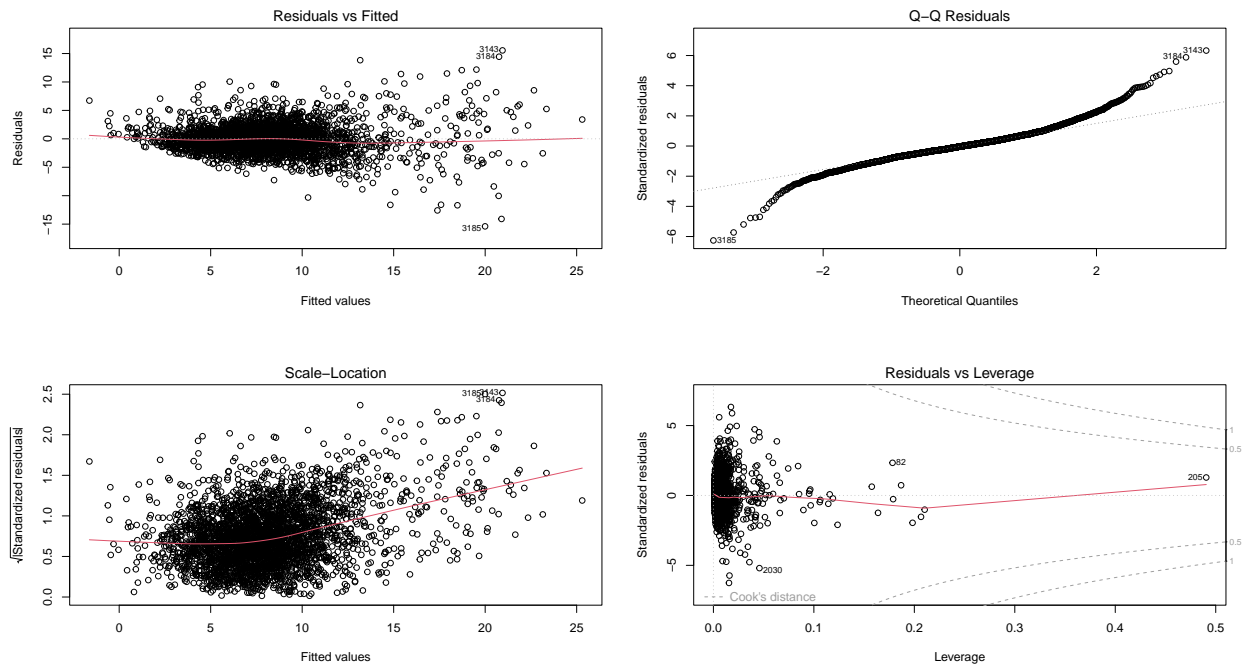 Residuals vs Fitted
Residuals
15
10
5
0
−5
−15
0 5 10 15 20 25
Fitted values
3143
3184
3185
Q−Q Residuals
Standardized residuals
6
4
2
0
−2
−4
−6
−2 0 2
Theoretical Quantiles
3184
3143
3185
Scale−Location
√|Standardized residuals|
2.5
2.0
1.5
1.0
0.5
0.0
0 5 10 15 20 25
Fitted values
3185
3143
3184
Residuals vs Leverage
Standardized residuals
5
0
−5
0.0 0.1 0.2 0.3 0.4 0.5
Leverage
82
205
2030
1
0.5
0.5
1
Cook's distance